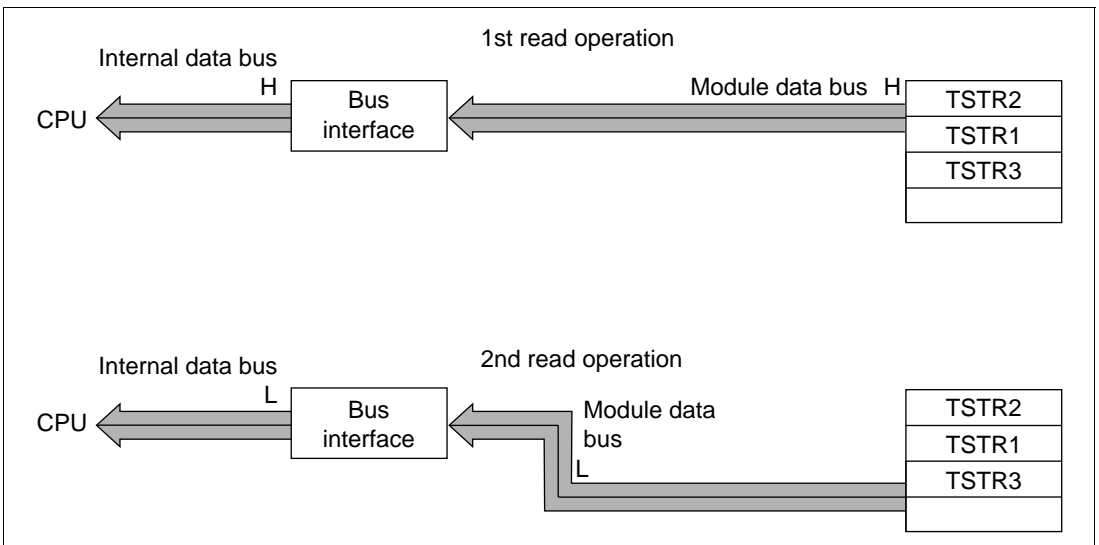 1st read operation
Internal data bus
H
Module data bus H
CPU
Bus
interface
TSTR2
TSTR1
TSTR3
2nd read operation
Internal data bus
L
Module data
bus
L
CPU
Bus
interface
TSTR2
TSTR1
TSTR3